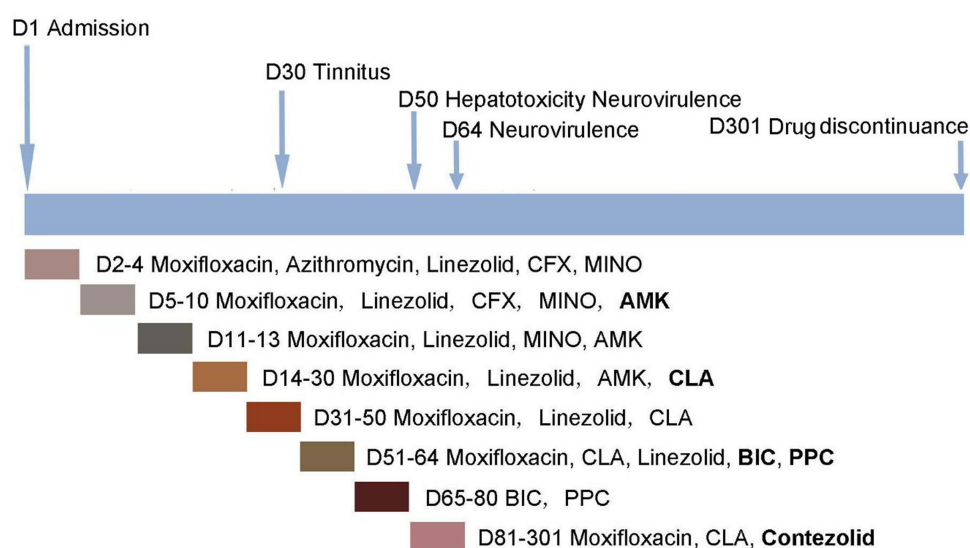 D1 Admission
D30 Tinnitus
D50 Hepatotoxicity Neurovirulence
D64 Neurovirulence
D301 Drug discontinuance
D2-4 Moxifloxacin, Azithromycin, Linezolid, CFX, MINO
D5-10 Moxifloxacin, Linezolid, CFX, MINO, AMK
D11-13 Moxifloxacin, Linezolid, MINO, AMK
D14-30 Moxifloxacin, Linezolid, AMK, CLA
D31-50 Moxifloxacin, Linezolid, CLA
D51-64 Moxifloxacin, CLA, Linezolid, BIC, PPC
D65-80 BIC, PPC
D81-301 Moxifloxacin, CLA, Contezolid